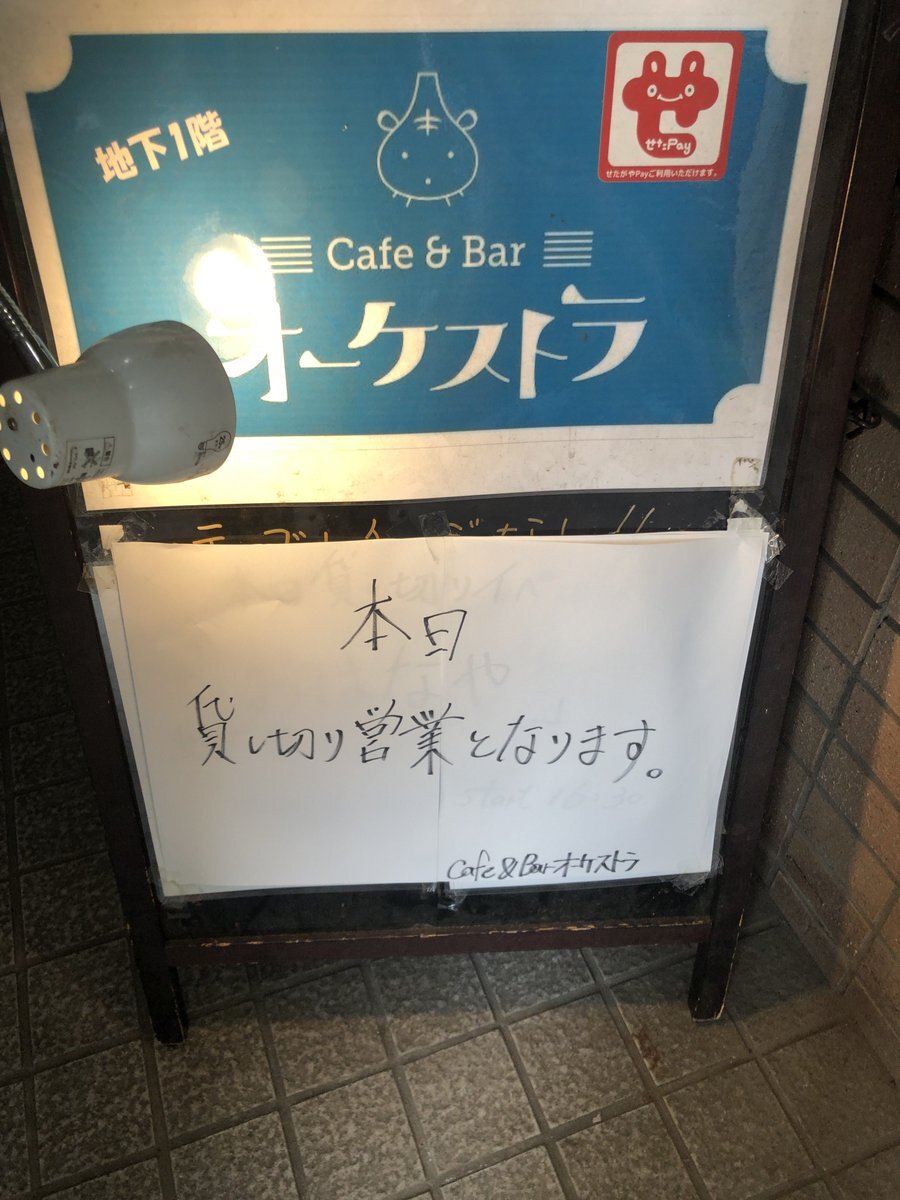 地下1階
せたPay
せたがやPayご利用いただけます。
Cafe & Bar
オーケストラ
本日
貸し切り営業となります。
Cafe & Bar オーケストラ